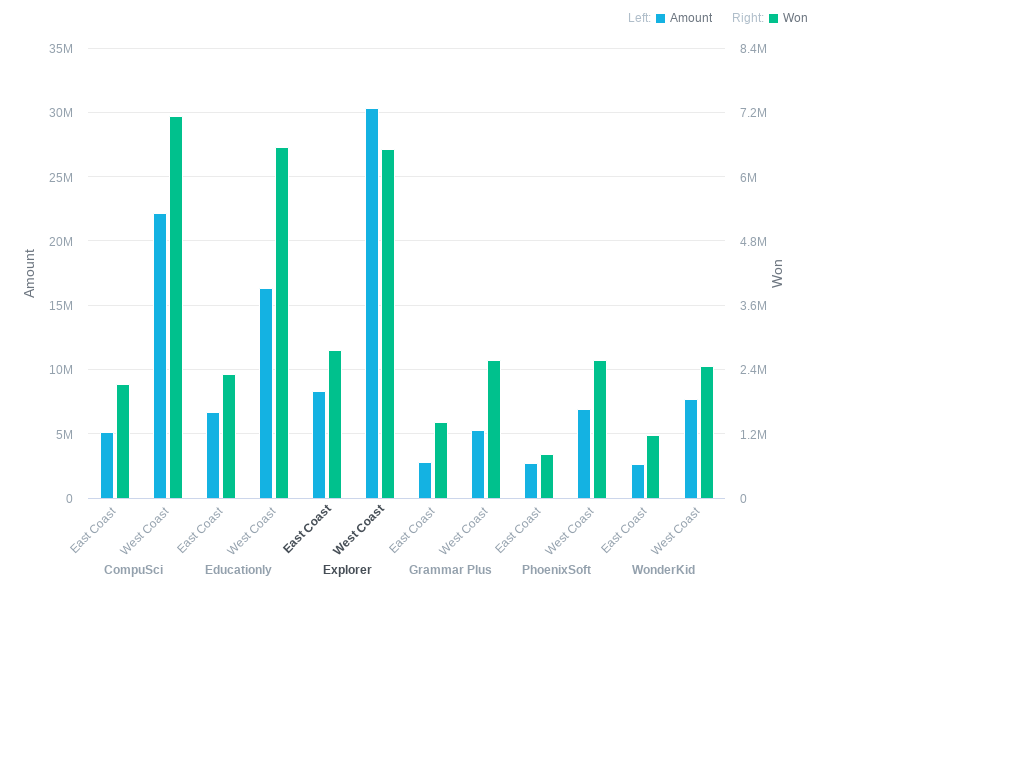 Left: Amount Right: Won
35M 8.4M
30M 7.2M
25M 6M
20M 4.8M
Amount Won
15M 3.6M
10M 2.4M
5M 1.2M
0 0
East Coast West Coast East Coast West Coast East Coast West Coast East Coast West Coast East Coast West Coast East Coast West Coast
CompuSci Educationly Explorer Grammar Plus PhoenixSoft WonderKid